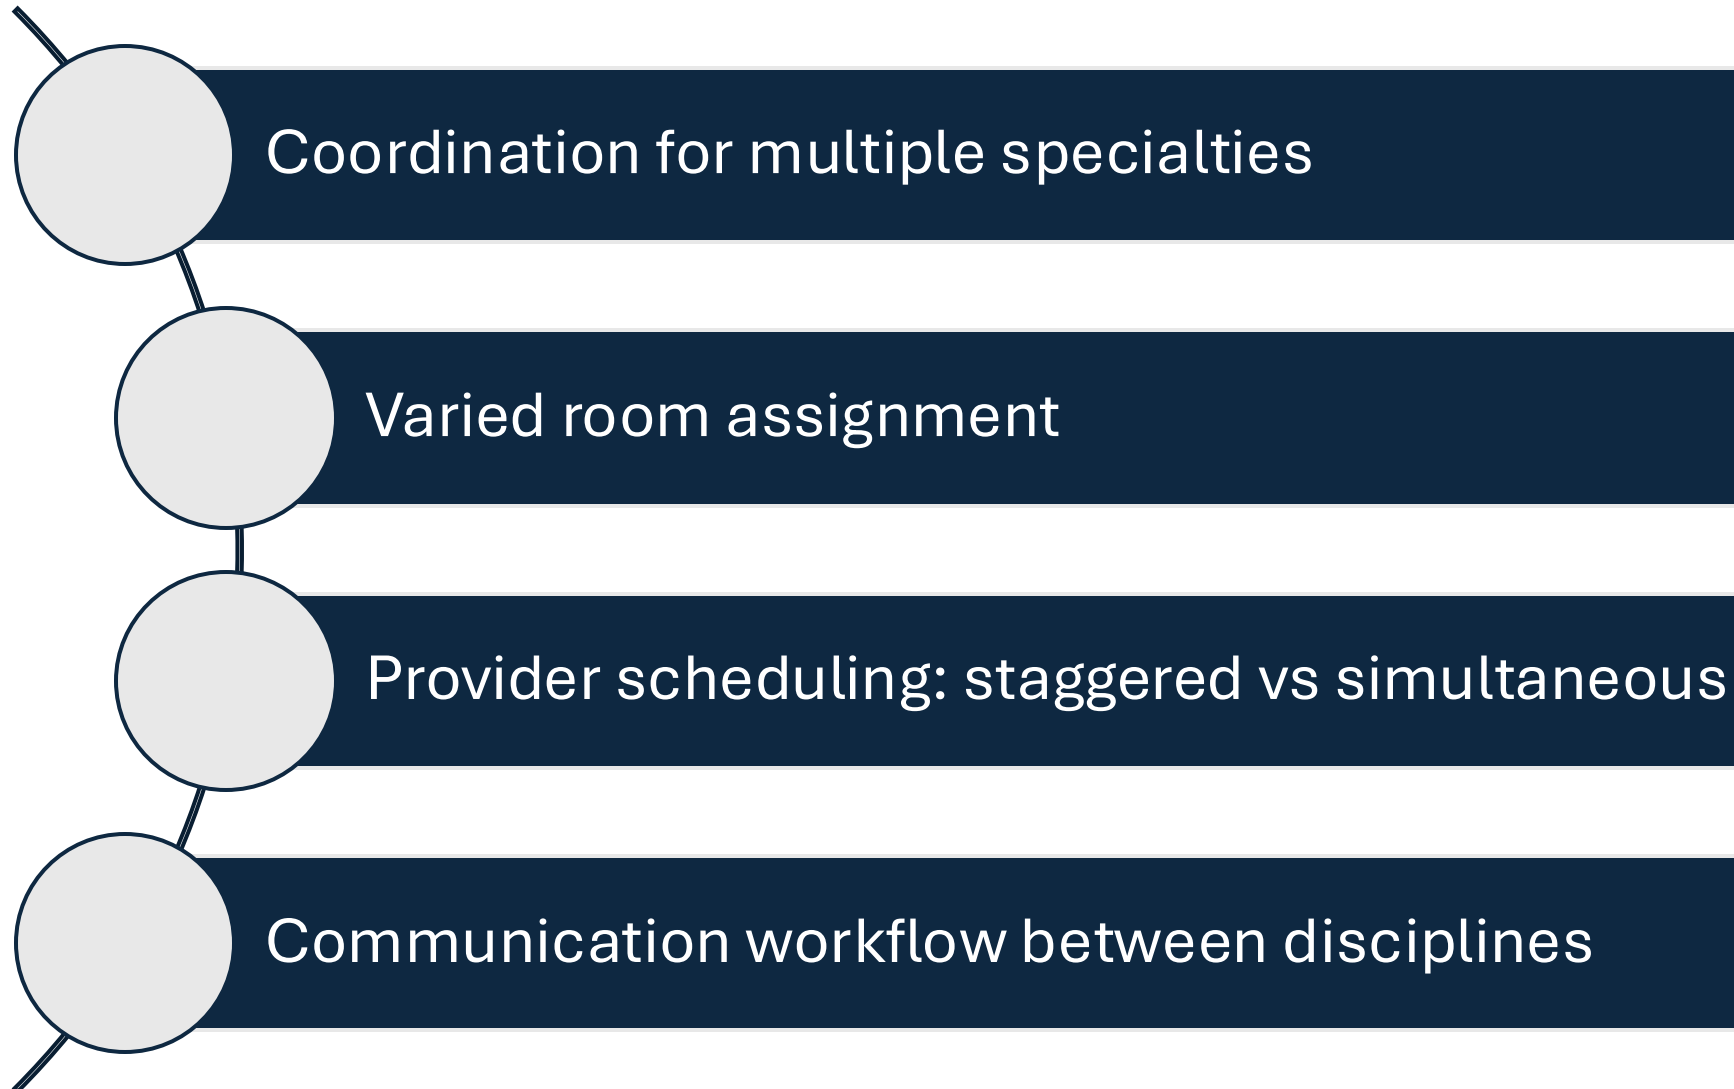 Coordination for multiple specialties
Varied room assignment
Provider scheduling: staggered vs simultaneous
Communication workflow between disciplines